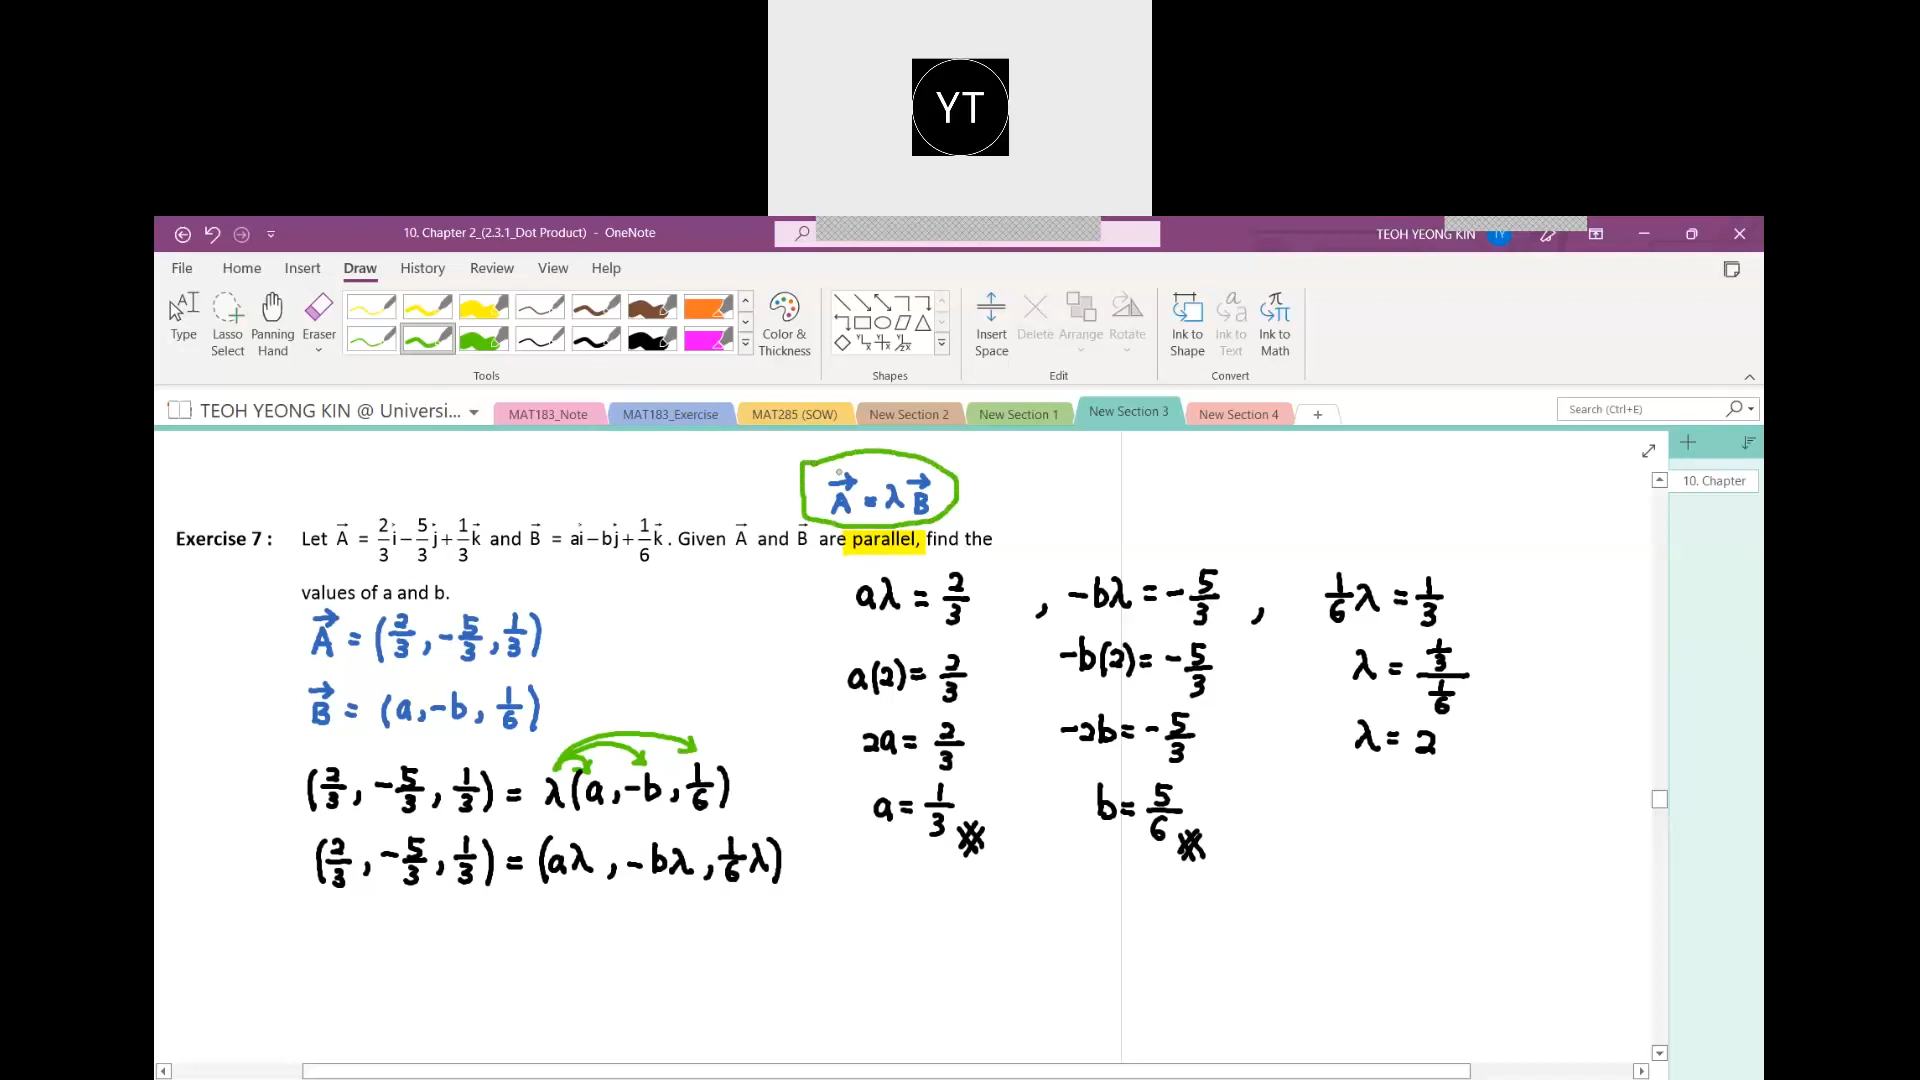 YT
10. Chapter 2_(2.3.1_Dot Product) - OneNote
TEOH YEONG KIN YT
File Home Insert Draw History Review View Help
Type Lasso Select Panning Hand Eraser Color & Thickness Insert Space Delete Arrange Rotate Ink to Shape Ink to Text Ink to Math
Tools Shapes Edit Convert
TEOH YEONG KIN @ Universi... MAT183_Note MAT183_Exercise MAT285 (SOW) New Section 2 New Section 1 New Section 3 New Section 4 + Search (Ctrl+E)
10. Chapter
A⃗ = λB⃗
Exercise 7 : Let A⃗ = 2/3 i⃗ − 5/3 j⃗ + 1/3 k⃗ and B⃗ = ai⃗ − bj⃗ + 1/6 k⃗. Given A⃗ and B⃗ are parallel, find the
values of a and b.
A⃗ = (2/3, -5/3, 1/3)
B⃗ = (a, -b, 1/6)
(2/3, -5/3, 1/3) = λ(a, -b, 1/6)
(2/3, -5/3, 1/3) = (aλ, -bλ, 1/6 λ)
aλ = 2/3 , -bλ = -5/3 , 1/6 λ = 1/3
a(2) = 2/3 -b(2) = -5/3 λ = (1/3)/(1/6)
2a = 2/3 -2b = -5/3 λ = 2
a = 1/3 b = 5/6